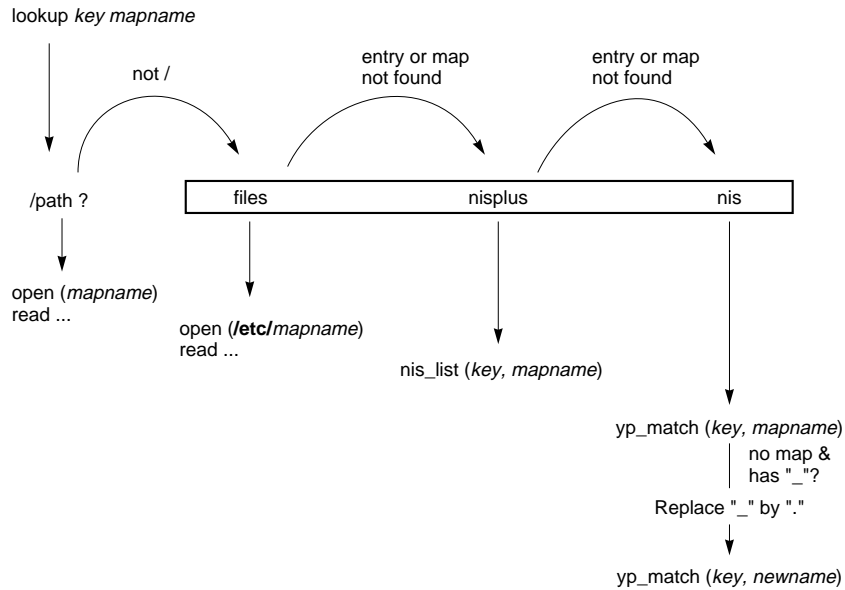 lookup key mapname
not /
entry or map
not found
entry or map
not found
/path ?
files
nisplus
nis
open (mapname)
read ...
open (/etc/mapname)
read ...
nis_list (key, mapname)
yp_match (key, mapname)
no map &
has "_"?
Replace "_" by "."
yp_match (key, newname)